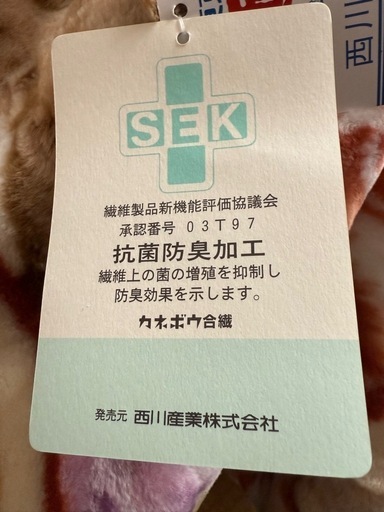 西川
SEK
繊維製品新機能評価協議会
承認番号 03T97
抗菌防臭加工
繊維上の菌の増殖を抑制し
防臭効果を示します。
カネボウ合繊
発売元 西川産業株式会社